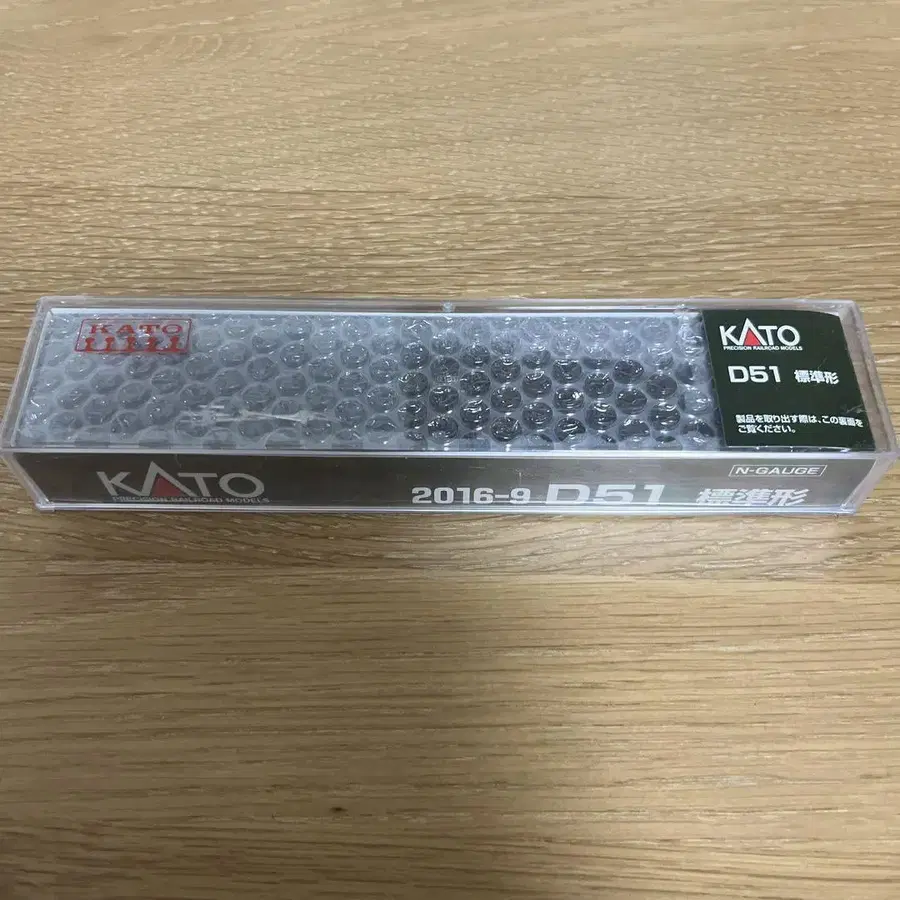 KATO
KATO
PRECISION RAILROAD MODELS
D51 標準形
製品を取り出す際は、この裏面を
ご覧ください。
N-GAUGE
KATO
PRECISION RAILROAD MODELS
2016-9 D51 標準形